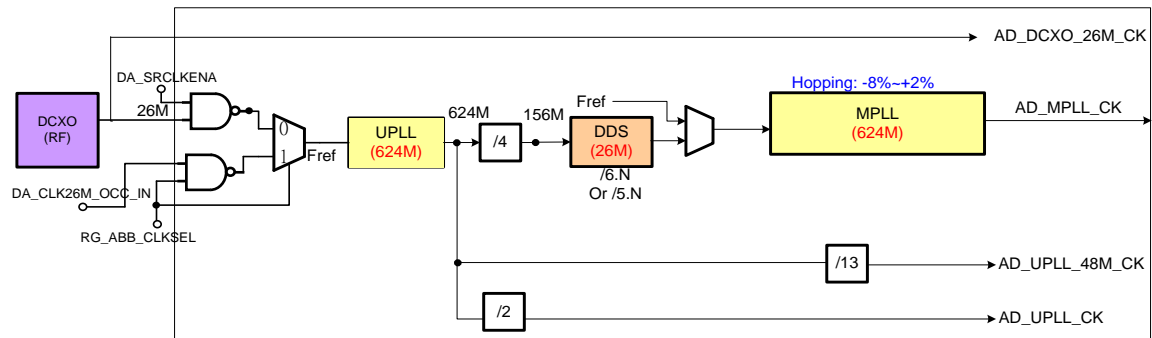 AD_DCXO_26M_CK
DA_SRCLKENA
Hopping: -8%~+2%
DCXO
(RF)
26M
0
1
Fref
UPLL
(624M)
624M
/4
156M
Fref
DDS
(26M)
/6.N
Or /5.N
MPLL
(624M)
AD_MPLL_CK
DA_CLK26M_OCC_IN
RG_ABB_CLKSEL
/13
AD_UPLL_48M_CK
/2
AD_UPLL_CK